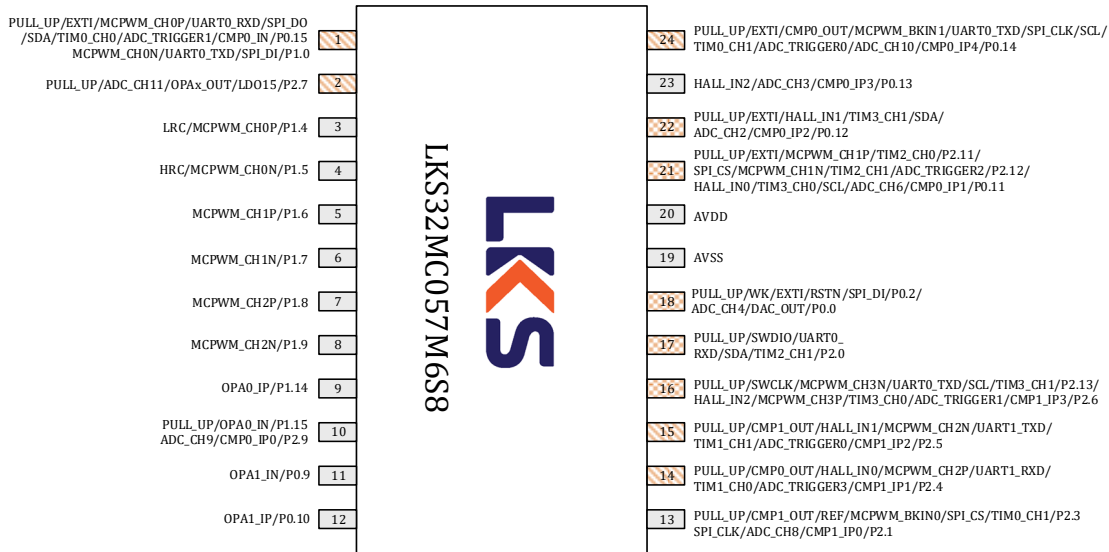 PULL_UP/EXTI/MCPWM_CH0P/UART0_RXD/SPI_DO
/SDA/TIM0_CH0/ADC_TRIGGER1/CMP0_IN/P0.15
MCPWM_CH0N/UART0_TXD/SPI_DI/P1.0
1
PULL_UP/ADC_CH11/OPAx_OUT/LDO15/P2.7
2
LRC/MCPWM_CH0P/P1.4
3
HRC/MCPWM_CH0N/P1.5
4
MCPWM_CH1P/P1.6
5
MCPWM_CH1N/P1.7
6
MCPWM_CH2P/P1.8
7
MCPWM_CH2N/P1.9
8
OPA0_IP/P1.14
9
PULL_UP/OPA0_IN/P1.15
ADC_CH9/CMP0_IP0/P2.9
10
OPA1_IN/P0.9
11
OPA1_IP/P0.10
12
LKS32MC057M6S8
LKS
24
PULL_UP/EXTI/CMP0_OUT/MCPWM_BKIN1/UART0_TXD/SPI_CLK/SCL/
TIM0_CH1/ADC_TRIGGER0/ADC_CH10/CMP0_IP4/P0.14
23
HALL_IN2/ADC_CH3/CMP0_IP3/P0.13
22
PULL_UP/EXTI/HALL_IN1/TIM3_CH1/SDA/
ADC_CH2/CMP0_IP2/P0.12
21
PULL_UP/EXTI/MCPWM_CH1P/TIM2_CH0/P2.11/
SPI_CS/MCPWM_CH1N/TIM2_CH1/ADC_TRIGGER2/P2.12/
HALL_IN0/TIM3_CH0/SCL/ADC_CH6/CMP0_IP1/P0.11
20
AVDD
19
AVSS
18
PULL_UP/WK/EXTI/RSTN/SPI_DI/P0.2/
ADC_CH4/DAC_OUT/P0.0
17
PULL_UP/SWDIO/UART0_
RXD/SDA/TIM2_CH1/P2.0
16
PULL_UP/SWCLK/MCPWM_CH3N/UART0_TXD/SCL/TIM3_CH1/P2.13/
HALL_IN2/MCPWM_CH3P/TIM3_CH0/ADC_TRIGGER1/CMP1_IP3/P2.6
15
PULL_UP/CMP1_OUT/HALL_IN1/MCPWM_CH2N/UART1_TXD/
TIM1_CH1/ADC_TRIGGER0/CMP1_IP2/P2.5
14
PULL_UP/CMP0_OUT/HALL_IN0/MCPWM_CH2P/UART1_RXD/
TIM1_CH0/ADC_TRIGGER3/CMP1_IP1/P2.4
13
PULL_UP/CMP1_OUT/REF/MCPWM_BKIN0/SPI_CS/TIM0_CH1/P2.3
SPI_CLK/ADC_CH8/CMP1_IP0/P2.1